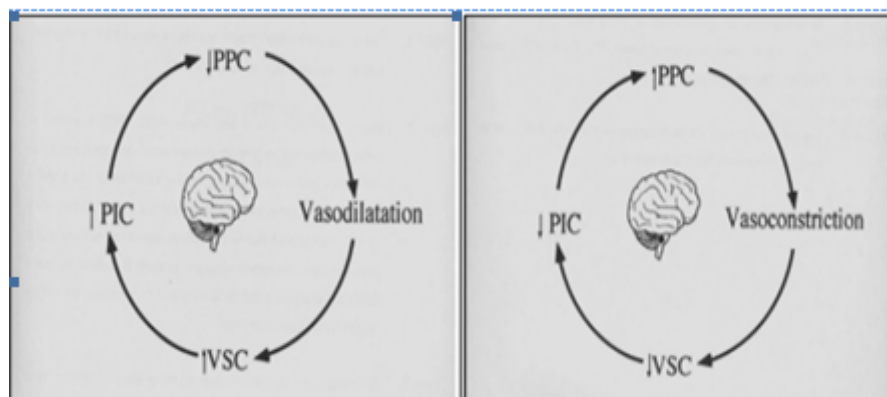 ↓PPC
Vasodilatation
↑VSC
↑ PIC
↑PPC
Vasoconstriction
↓VSC
↓ PIC